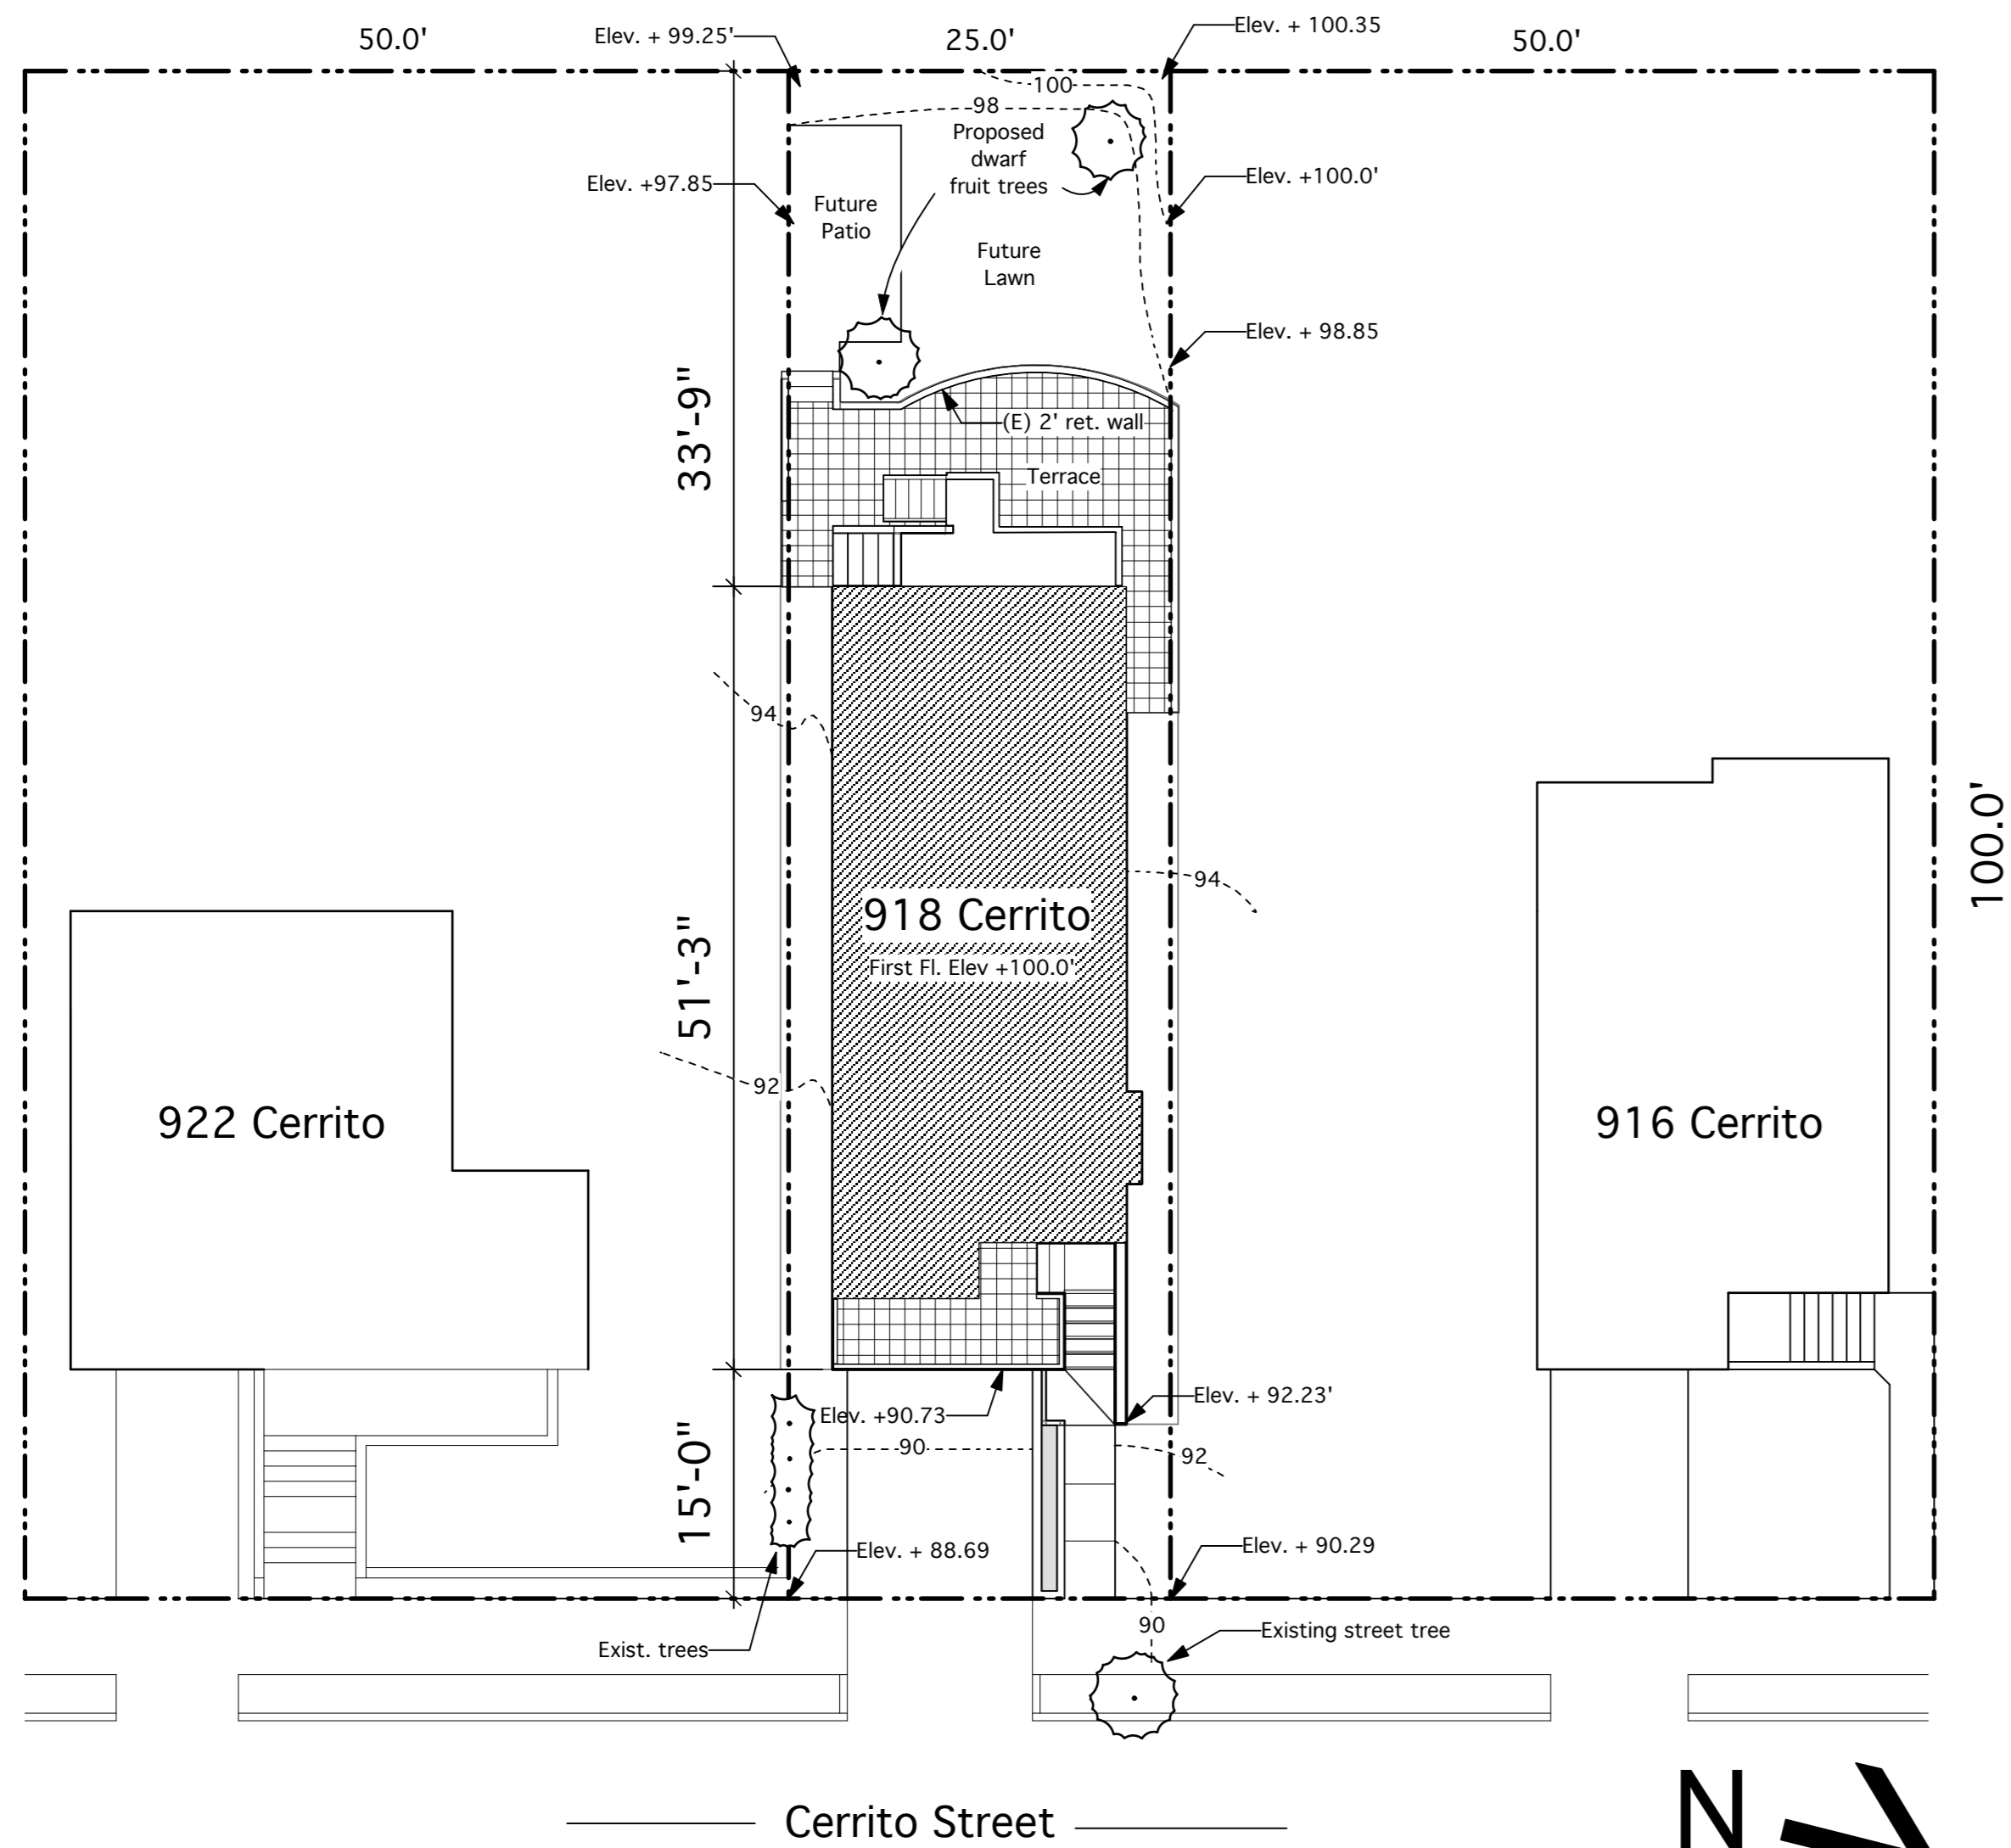 50.0'
Elev. + 99.25'
25.0'
Elev. + 100.35
50.0'
100
98
Proposed
dwarf
fruit trees
Elev. +97.85
Elev. +100.0'
Future
Patio
Future
Lawn
Elev. + 98.85
33'-9"
(E) 2' ret. wall
Terrace
94
94
100.0'
918 Cerrito
First Fl. Elev +100.0'
51'-3"
92
922 Cerrito
916 Cerrito
Elev. + 92.23'
Elev. +90.73
90
92
15'-0"
Elev. + 88.69
Elev. + 90.29
90
Existing street tree
Exist. trees
N
Cerrito Street